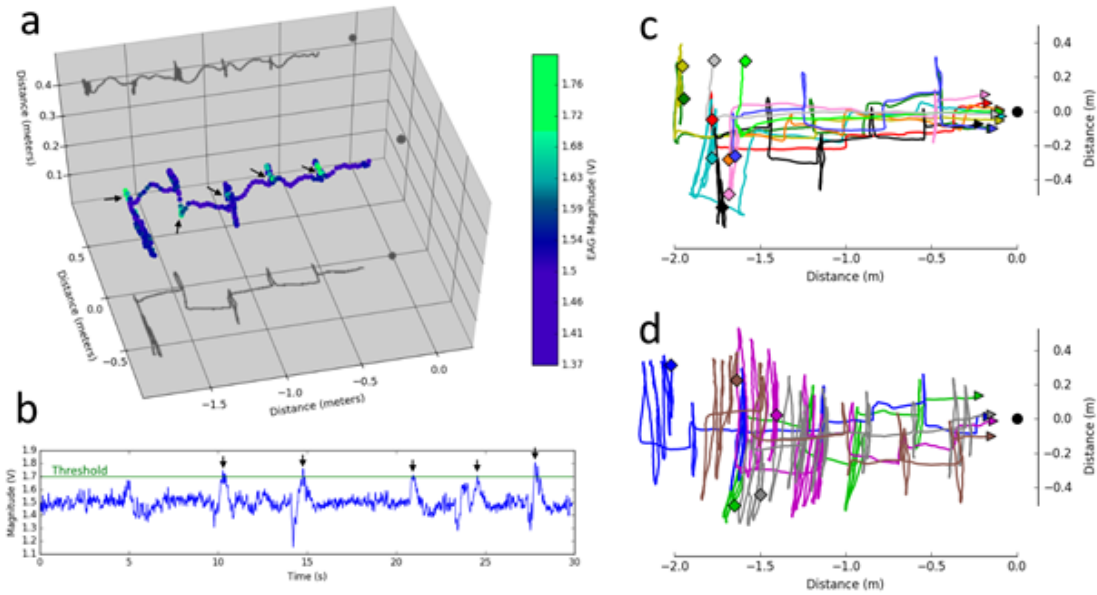 a
0.4
0.3
0.2
0.1
Distance (meters)
0.5
0.0
−0.5
Distance (meters)
−1.5
−1.0
−0.5
0.0
Distance (meters)
1.76
1.72
1.68
1.63
1.59
1.54
1.5
1.46
1.41
1.37
EAG Magnitude (V)
b
1.9
1.8
1.7
1.6
1.5
1.4
1.3
1.2
1.1
Magnitude (V)
Threshold
0 5 10 15 20 25 30
Time (s)
c
0.4
0.2
0.0
−0.2
−0.4
Distance (m)
−2.0 −1.5 −1.0 −0.5 0.0
Distance (m)
d
0.4
0.2
0.0
−0.2
−0.4
Distance (m)
−2.0 −1.5 −1.0 −0.5 0.0
Distance (m)